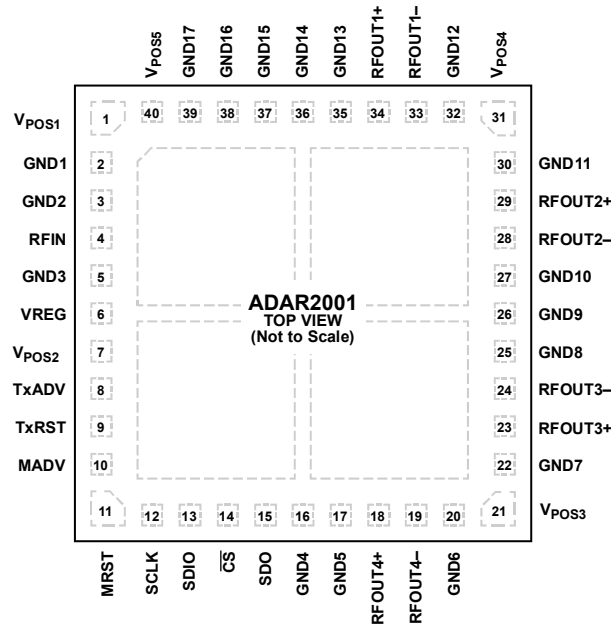 VPOS5
GND17
GND16
GND15
GND14
GND13
RFOUT1+
RFOUT1–
GND12
VPOS4
40
39
38
37
36
35
34
33
32
31
VPOS1
1
GND1
2
GND2
3
RFIN
4
GND3
5
VREG
6
VPOS2
7
TxADV
8
TxRST
9
MADV
10
11
30
GND11
29
RFOUT2+
28
RFOUT2–
27
GND10
26
GND9
25
GND8
24
RFOUT3–
23
RFOUT3+
22
GND7
21
VPOS3
ADAR2001
TOP VIEW
(Not to Scale)
12
13
14
15
16
17
18
19
20
MRST
SCLK
SDIO
CS
SDO
GND4
GND5
RFOUT4+
RFOUT4–
GND6